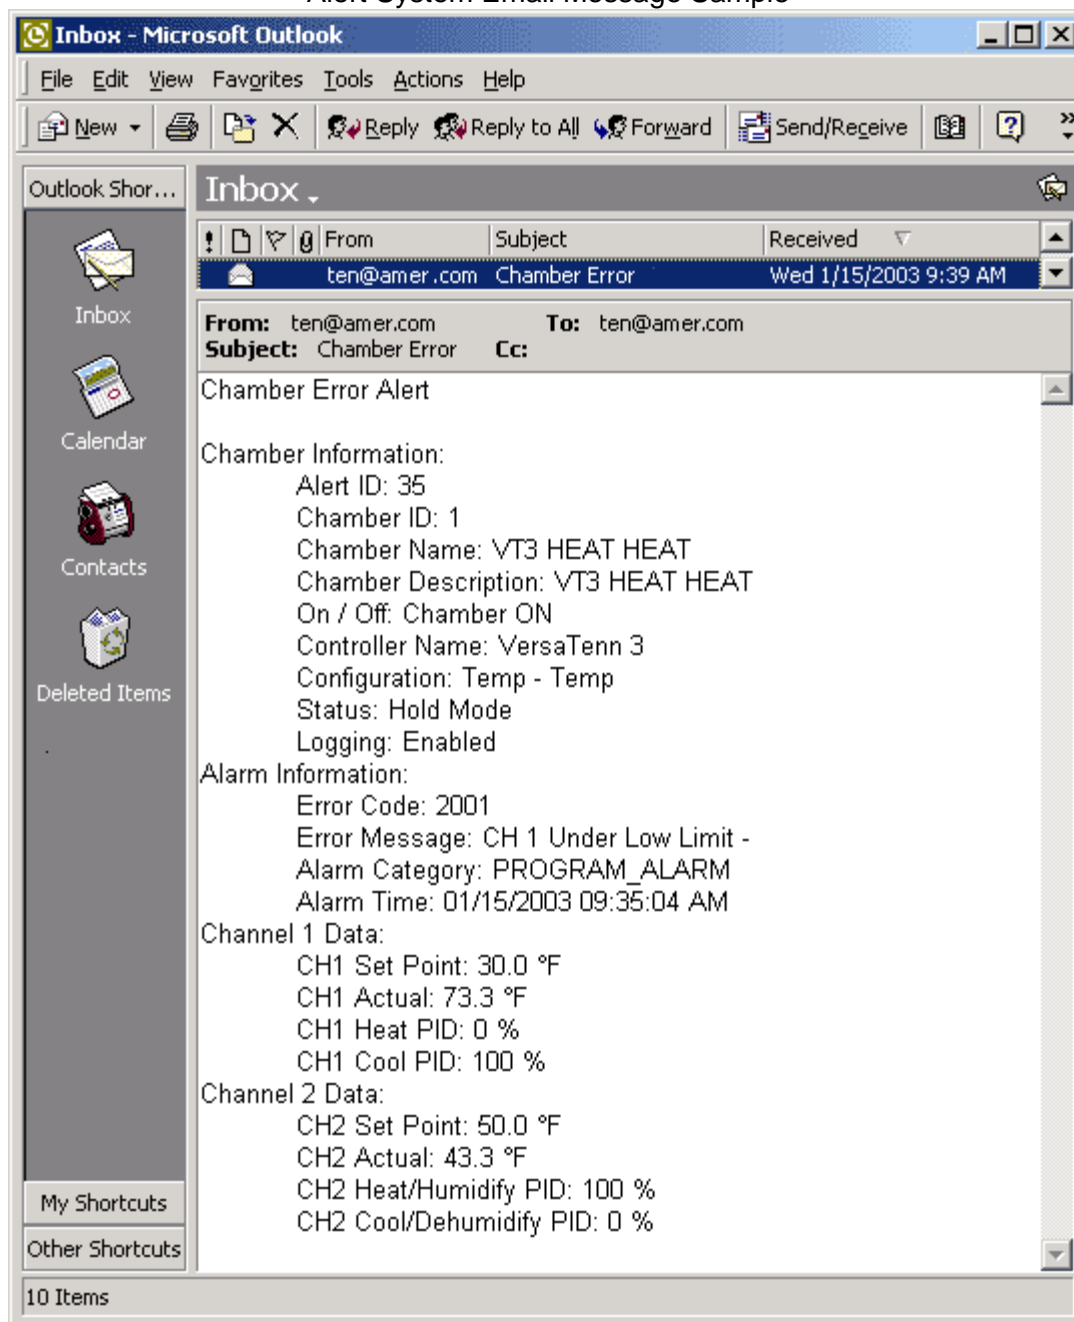 Alert System Email Message Sample
Inbox - Microsoft Outlook
File Edit View Favorites Tools Actions Help
New Reply Reply to All Forward Send/Receive
Outlook Shor... Inbox
! From Subject Received
ten@amer.com Chamber Error Wed 1/15/2003 9:39 AM
Inbox
Calendar
Contacts
Deleted Items
My Shortcuts
Other Shortcuts
From: ten@amer.com To: ten@amer.com
Subject: Chamber Error Cc:
Chamber Error Alert
Chamber Information:
Alert ID: 35
Chamber ID: 1
Chamber Name: VT3 HEAT HEAT
Chamber Description: VT3 HEAT HEAT
On / Off: Chamber ON
Controller Name: VersaTenn 3
Configuration: Temp - Temp
Status: Hold Mode
Logging: Enabled
Alarm Information:
Error Code: 2001
Error Message: CH 1 Under Low Limit -
Alarm Category: PROGRAM_ALARM
Alarm Time: 01/15/2003 09:35:04 AM
Channel 1 Data:
CH1 Set Point: 30.0 °F
CH1 Actual: 73.3 °F
CH1 Heat PID: 0 %
CH1 Cool PID: 100 %
Channel 2 Data:
CH2 Set Point: 50.0 °F
CH2 Actual: 43.3 °F
CH2 Heat/Humidify PID: 100 %
CH2 Cool/Dehumidify PID: 0 %
10 Items